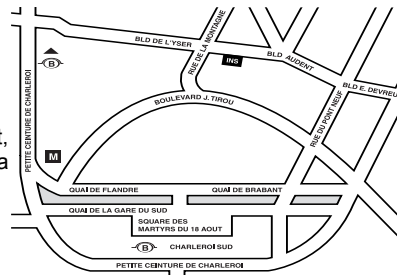 BLD DE L'YSER
RUE DE LA MONTAGNE
BLD AUDENT
INS
B
BLD E. DEVREU
PETITE CEINTURE DE CHARLEROI
BOULEVARD J. TIROU
RUE DU PONT NEUF
t,
a
M
QUAI DE FLANDRE
QUAI DE BRABANT
QUAI DE LA GARE DU SUD
SQUARE DES
MARTYRS DU 18 AOUT
B
CHARLEROI SUD
PETITE CEINTURE DE CHARLEROI